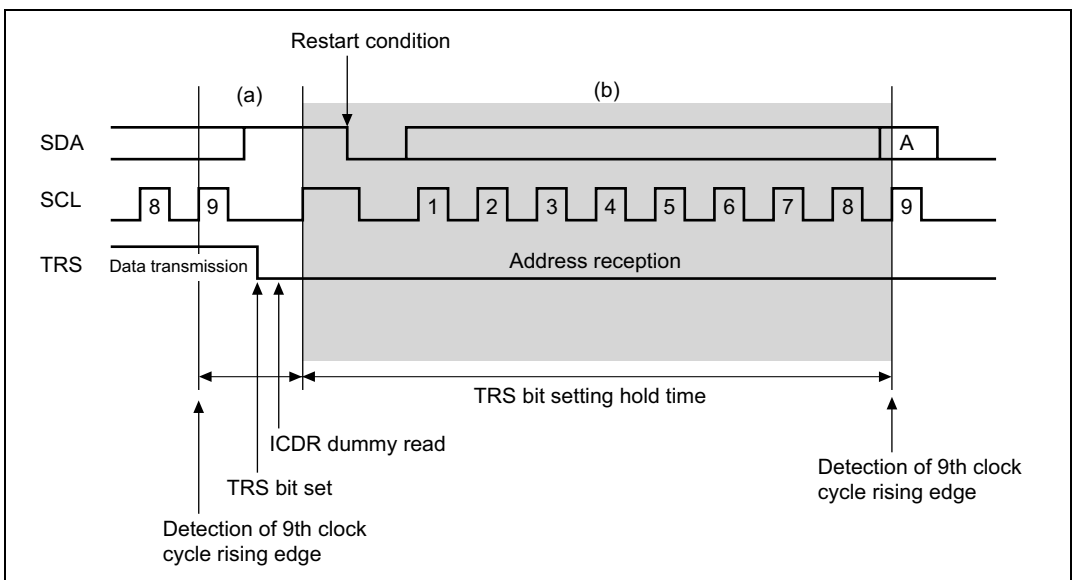 Restart condition
(a)
(b)
SDA
A
SCL
8
9
1
2
3
4
5
6
7
8
9
TRS
Data transmission
Address reception
TRS bit setting hold time
ICDR dummy read
TRS bit set
Detection of 9th clock
cycle rising edge
Detection of 9th clock
cycle rising edge